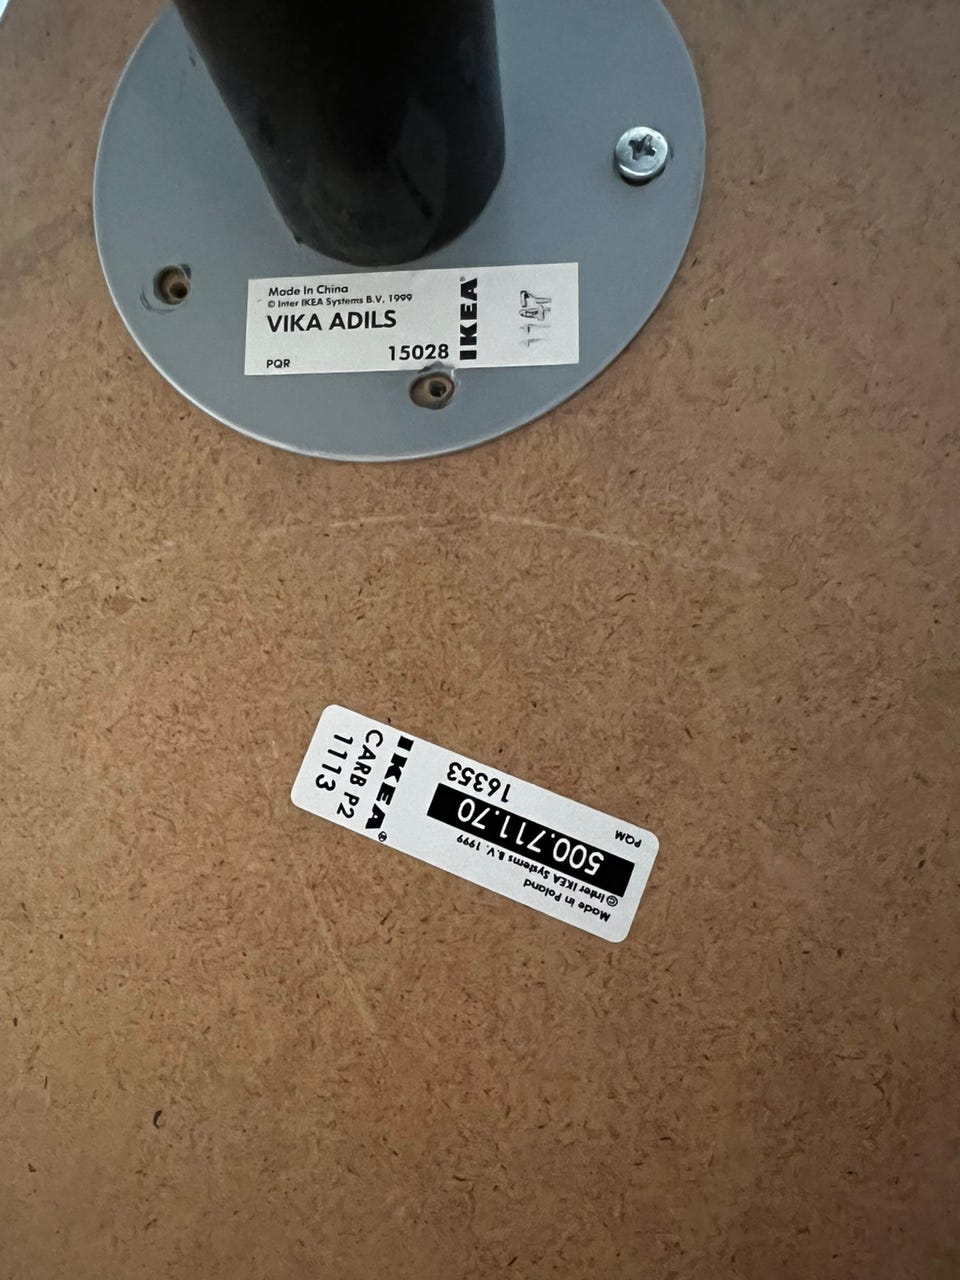 Made In China
© Inter IKEA Systems B.V. 1999
VIKA ADILS
15028
PQR
IKEA®
1147
Made in Poland
© Inter IKEA Systems B.V. 1999
500.711.70
PQM
16353
IKEA®
CARB P2
1113